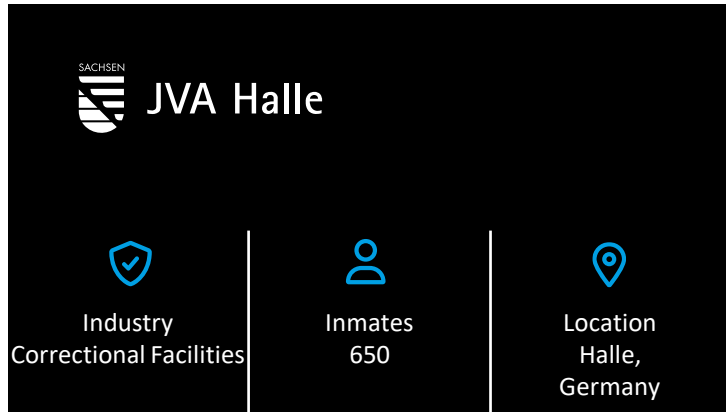 SACHSEN
JVA Halle
Industry
Correctional Facilities
Inmates
650
Location
Halle,
Germany